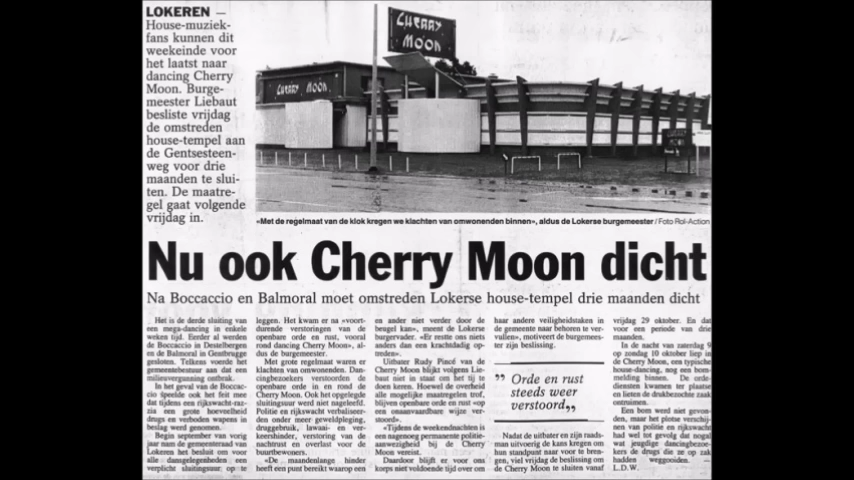 LOKEREN —
House-muziek-
fans kunnen dit
weekeinde voor
het laatst naar
dancing Cherry
Moon. Burge-
meester Liebaut
besliste vrijdag
de omstreden
house-tempel aan
de Gentsesteen-
weg voor drie
maanden te slui-
ten. De maatre-
gel gaat volgende
vrijdag in.
CHERRY
MOON
CHERRY MOON
«Met de regelmaat van de klok kregen we klachten van omwonenden binnen», aldus de Lokerse burgemeester / Foto Rol-Action
Nu ook Cherry Moon dicht
Na Boccaccio en Balmoral moet omstreden Lokerse house-tempel drie maanden dicht
Het is de derde sluiting van
een mega-dancing in enkele
weken tijd. Eerder al werden
de Boccaccio in Destelbergen
en de Balmoral in Gentbrugge
gesloten. Telkens voerde het
gemeentebestuur aan dat een
milieuvergunning ontbrak.
In het geval van de Boccac-
cio speelde ook het feit mee
dat tijdens een rijkswacht-raz-
zia een grote hoeveelheid
drugs en verboden wapens in
beslag werd genomen.
Begin september van vorig
jaar nam de gemeenteraad van
Lokeren het besluit om voor
alle dansgelegenheden een
verplicht sluitingsuur op te
leggen. Het kwam er na «voort-
durende verstoringen van de
openbare orde en rust, vooral
rond dancing Cherry Moon», al-
dus de burgemeester.
Met grote regelmaat waren er
klachten van omwonenden. Dan-
cingbezoekers verstoorden de
openbare orde in en rond de
Cherry Moon. Ook het opgelegde
sluitingsuur werd niet nageleefd.
Politie en rijkswacht verbaliseer-
den onder meer geweldpleging,
druggebruik, lawaai- en ver-
keershinder, verstoring van de
nachtrust en overlast voor de
buurtbewoners.
«De maandenlange hinder
heeft een punt bereikt waarop een
en ander niet verder door de
beugel kan», meent de Lokerse
burgervader. «Er restte ons niets
anders dan een krachtdadig op-
treden».
Uitbater Rudy Pincé van de
Cherry Moon blijkt volgens Lie-
baut niet in staat om het tij te
doen keren. Hoewel de overheid
alle mogelijke maatregelen trof,
blijven openbare orde en rust «op
een onaanvaardbare wijze ver-
stoord».
«Tijdens de weekendnachten is
een nagenoeg permanente politie-
aanwezigheid bij de Cherry
Moon vereist.
Daardoor blijft er voor ons
korps niet voldoende tijd over om
haar andere veiligheidstaken in
de gemeente naar behoren te ver-
vullen», motiveert de burgemees-
ter zijn beslissing.
” Orde en rust
steeds weer
verstoord„
Nadat de uitbater en zijn raads-
man uitvoerig de kans kregen om
hun standpunt naar voor te bren-
gen, viel vrijdag de beslissing om
de Cherry Moon te sluiten vanaf
vrijdag 29 oktober. En dat
voor een periode van drie
maanden.
In de nacht van zaterdag 9
op zondag 10 oktober liep in
de Cherry Moon, een typische
house-dancing, nog een bom-
melding binnen. De orde-
diensten kwamen ter plaatse
en lieten de drukbezochte zaak
ontruimen.
Een bom werd niet gevon-
den, maar het plotse verschij-
nen van politie en rijkswacht
had wel tot gevolg dat nogal
wat jeugdige dancingbezoe-
kers de drugs die ze op zak
hadden weggooiden.
L.D.W.